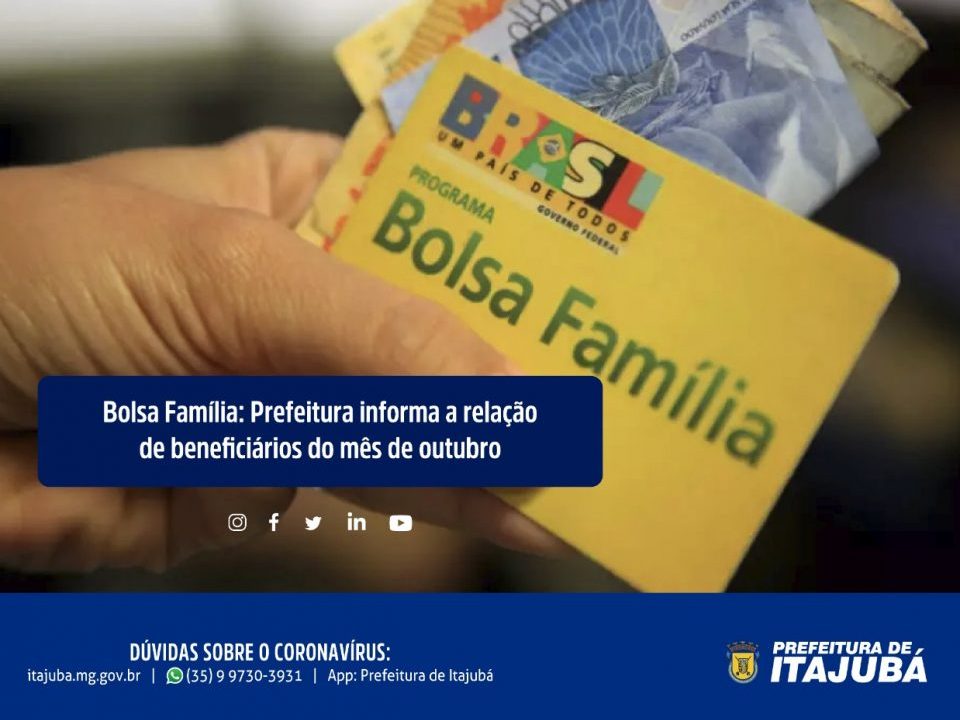 BRASIL
UM PAÍS DE TODOS
GOVERNO FEDERAL
PROGRAMA
Bolsa Família
Bolsa Família: Prefeitura informa a relação
de beneficiários do mês de outubro
DÚVIDAS SOBRE O CORONAVÍRUS:
itajuba.mg.gov.br | (35) 9 9730-3931 | App: Prefeitura de Itajubá
PREFEITURA DE
ITAJUBÁ